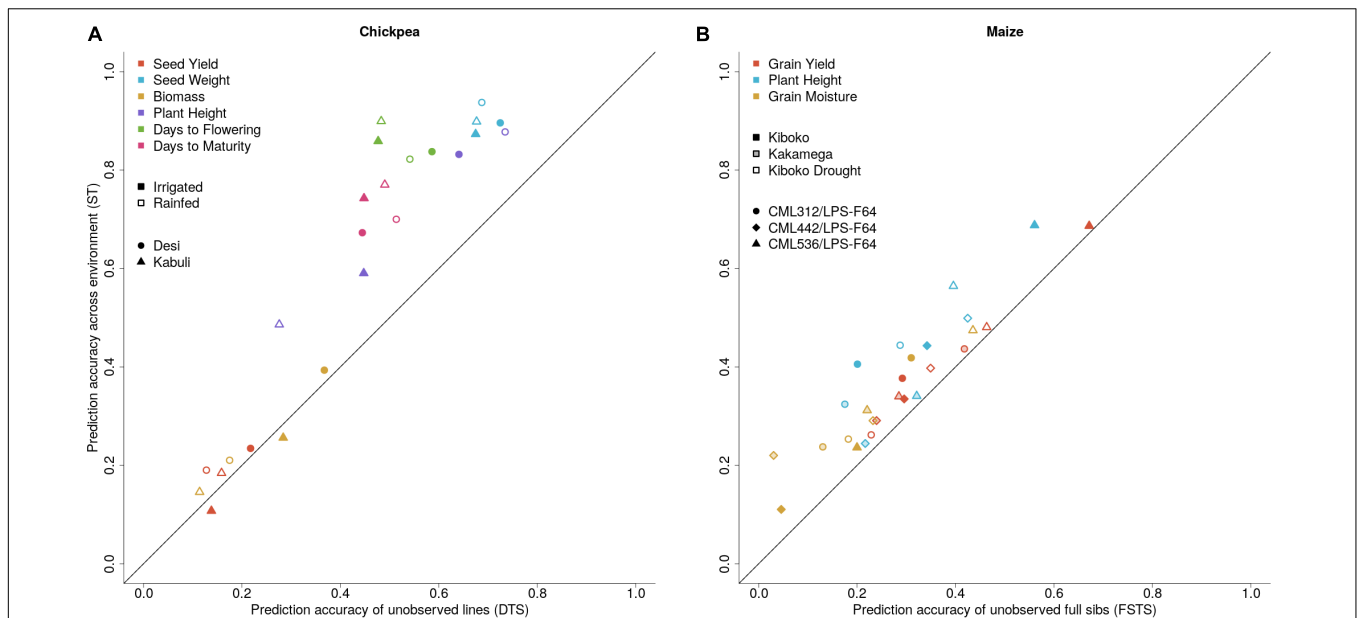 A
Chickpea
Seed Yield
Seed Weight
Biomass
Plant Height
Days to Flowering
Days to Maturity
Irrigated
Rainfed
Desi
Kabuli
Prediction accuracy across environment (ST)
1.0
0.8
0.6
0.4
0.2
0.0
0.0 0.2 0.4 0.6 0.8 1.0
Prediction accuracy of unobserved lines (DTS)
B
Maize
Grain Yield
Plant Height
Grain Moisture
Kiboko
Kakamega
Kiboko Drought
CML312/LPS-F64
CML442/LPS-F64
CML536/LPS-F64
1.0
0.8
0.6
0.4
0.2
0.0
0.0 0.2 0.4 0.6 0.8 1.0
Prediction accuracy of unobserved full sibs (FSTS)